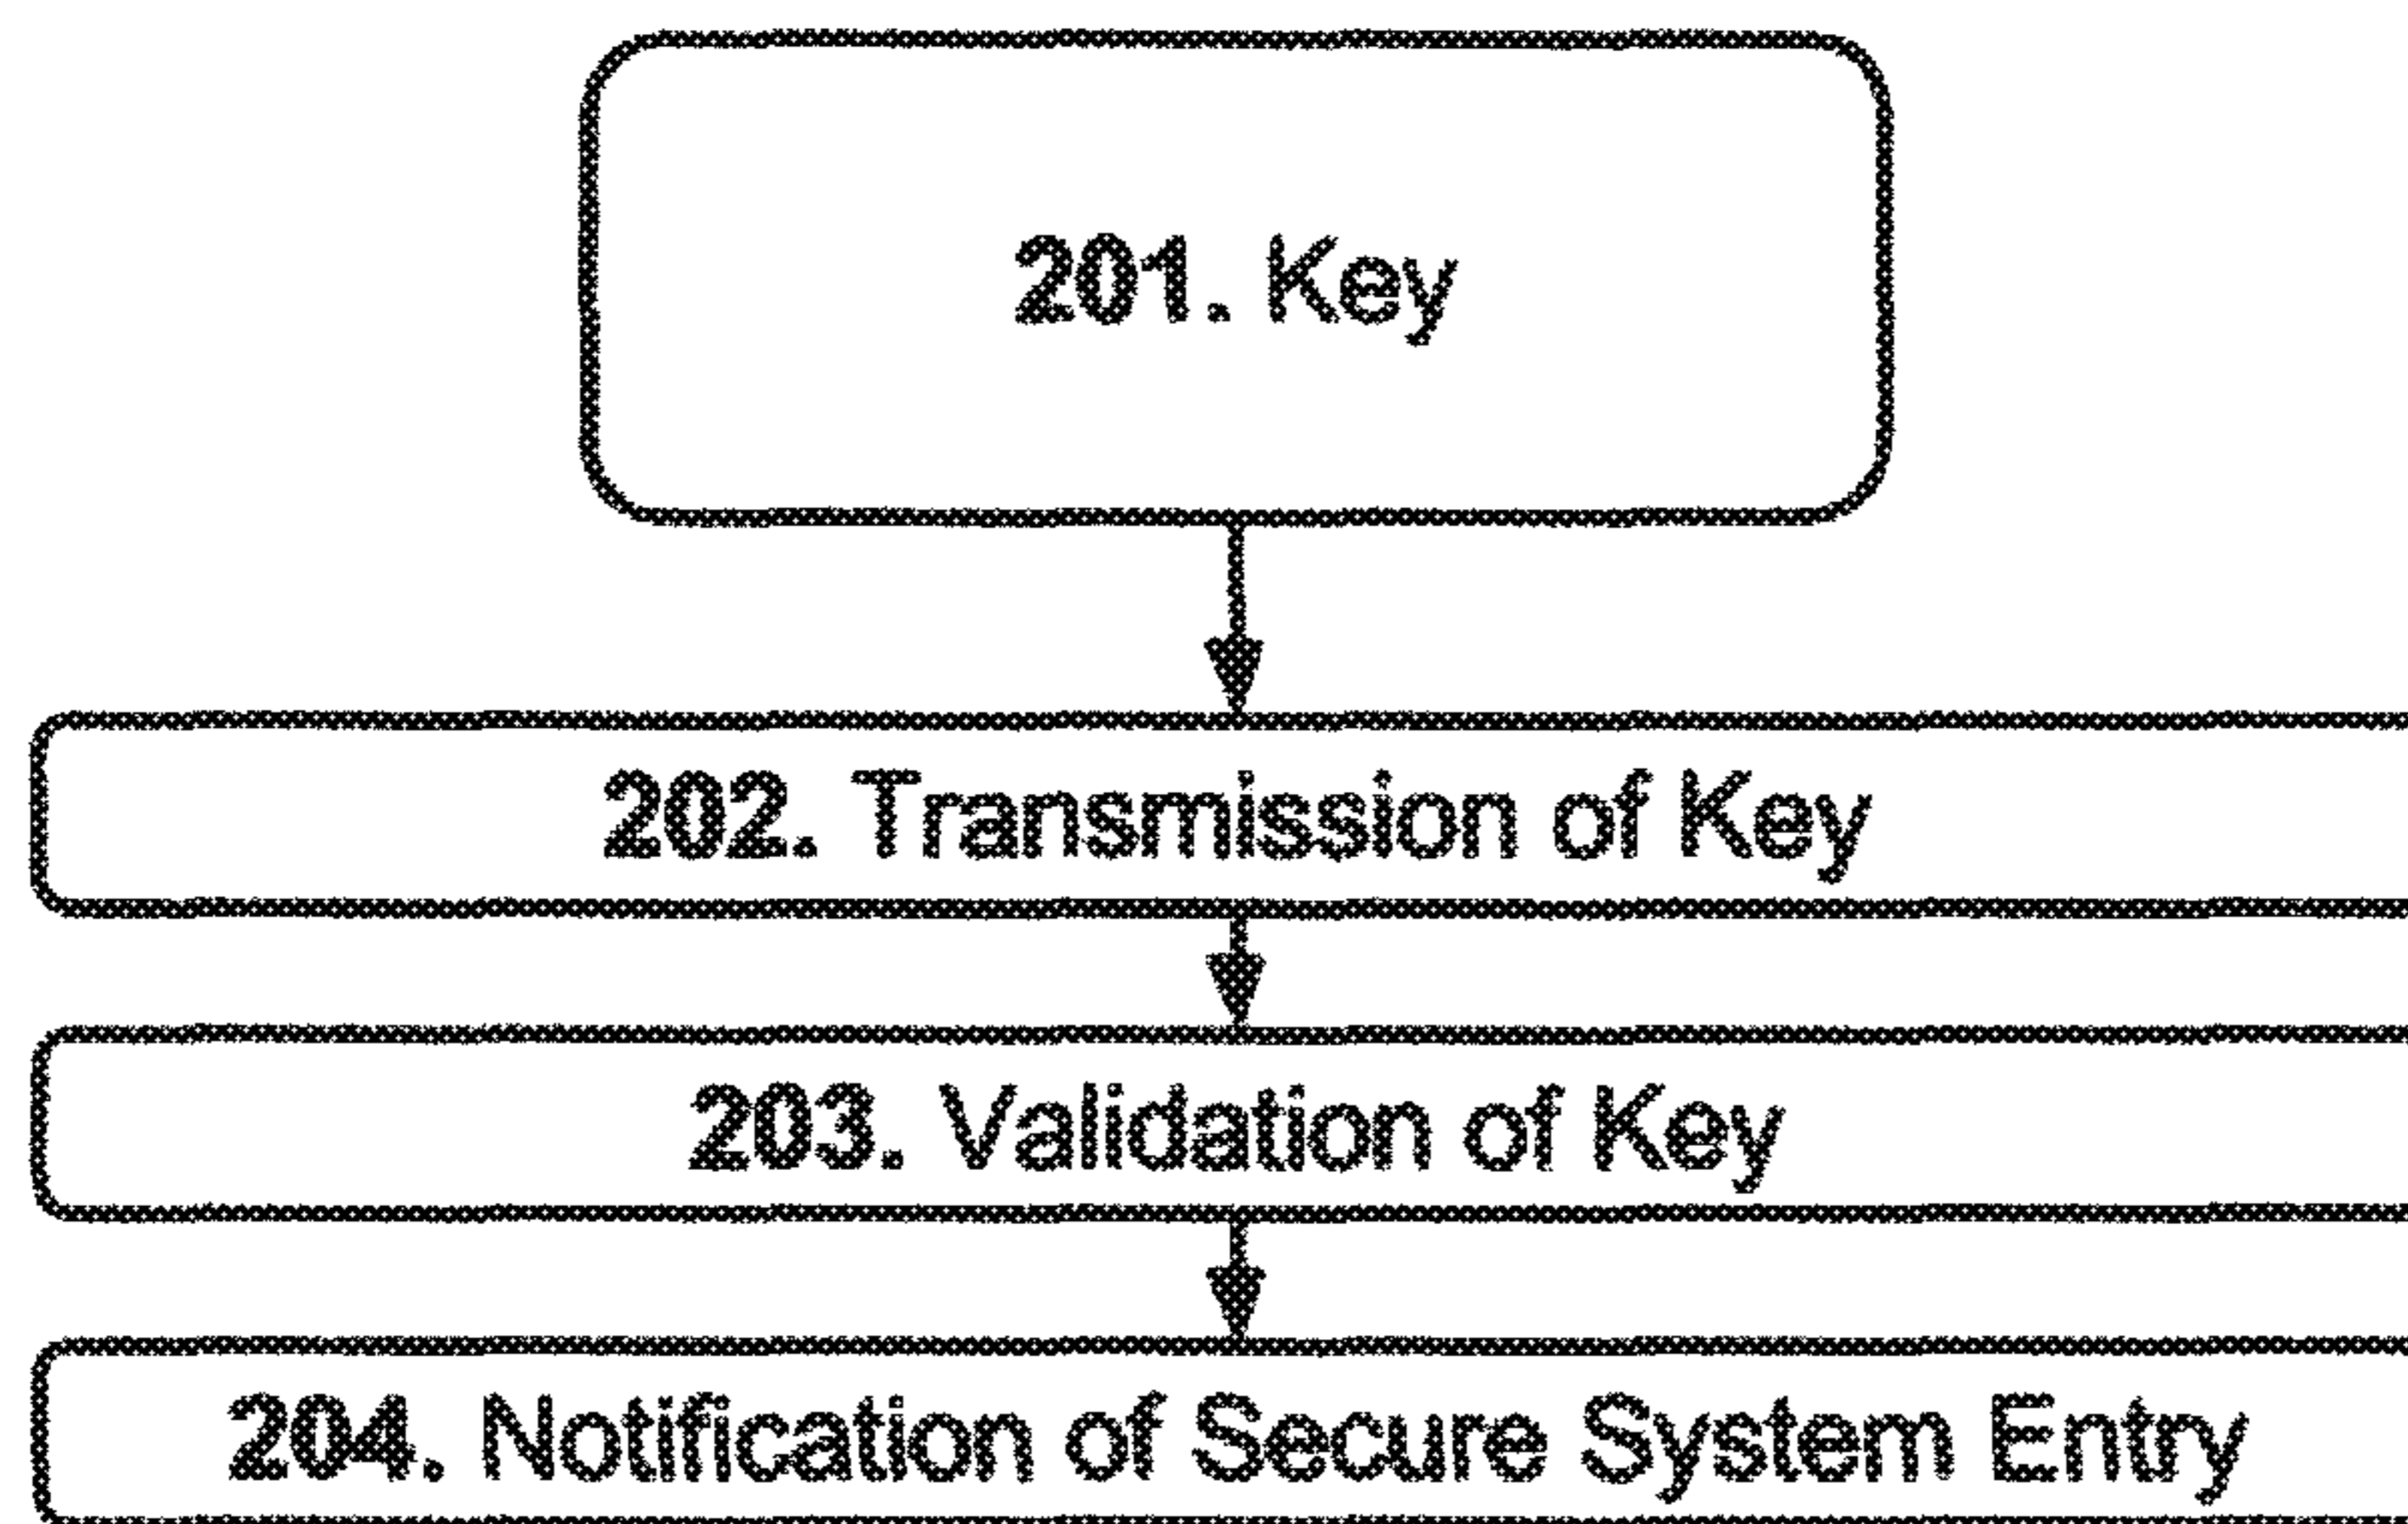 201. Key
202. Transmission of Key
203. Validation of Key
204. Notification of Secure System Entry